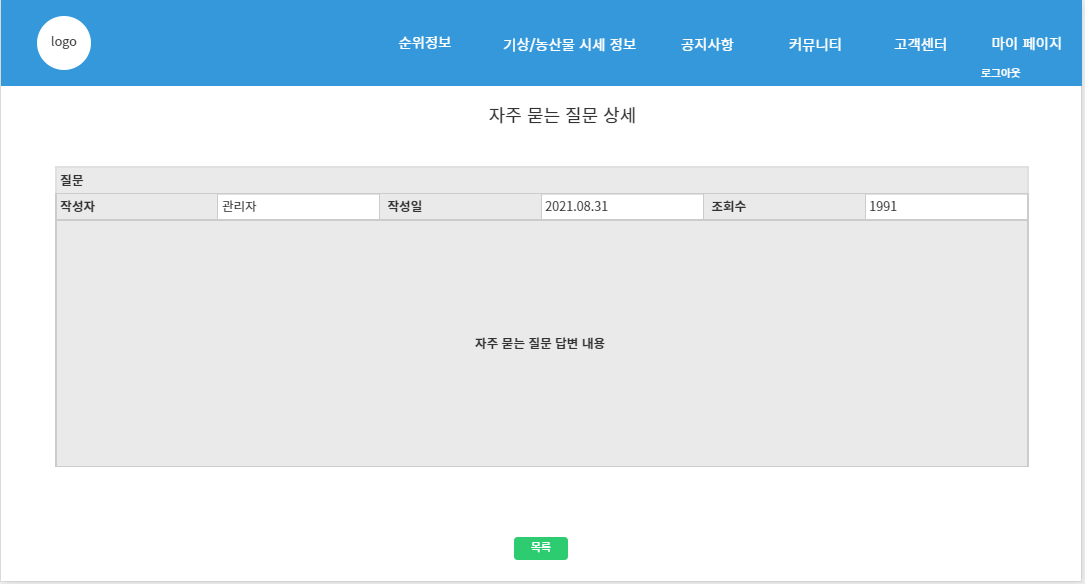 logo
순위정보 기상/농산물 시세 정보 공지사항 커뮤니티 고객센터 마이 페이지
로그아웃
자주 묻는 질문 상세
질문
작성자 관리자 작성일 2021.08.31 조회수 1991
자주 묻는 질문 답변 내용
목록